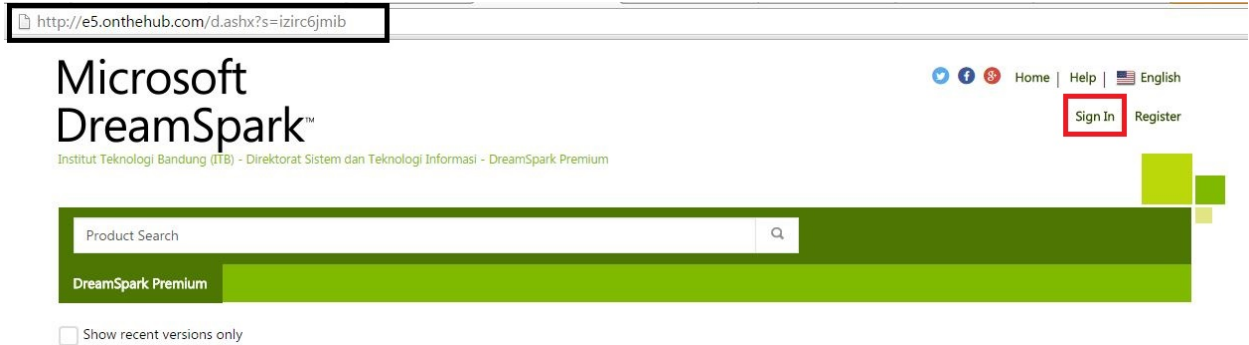 http://e5.onthehub.com/d.ashx?s=izirc6jmib
Microsoft
DreamSpark™
Home | Help | English
Sign In Register
Institut Teknologi Bandung (ITB) - Direktorat Sistem dan Teknologi Informasi - DreamSpark Premium
Product Search
DreamSpark Premium
Show recent versions only